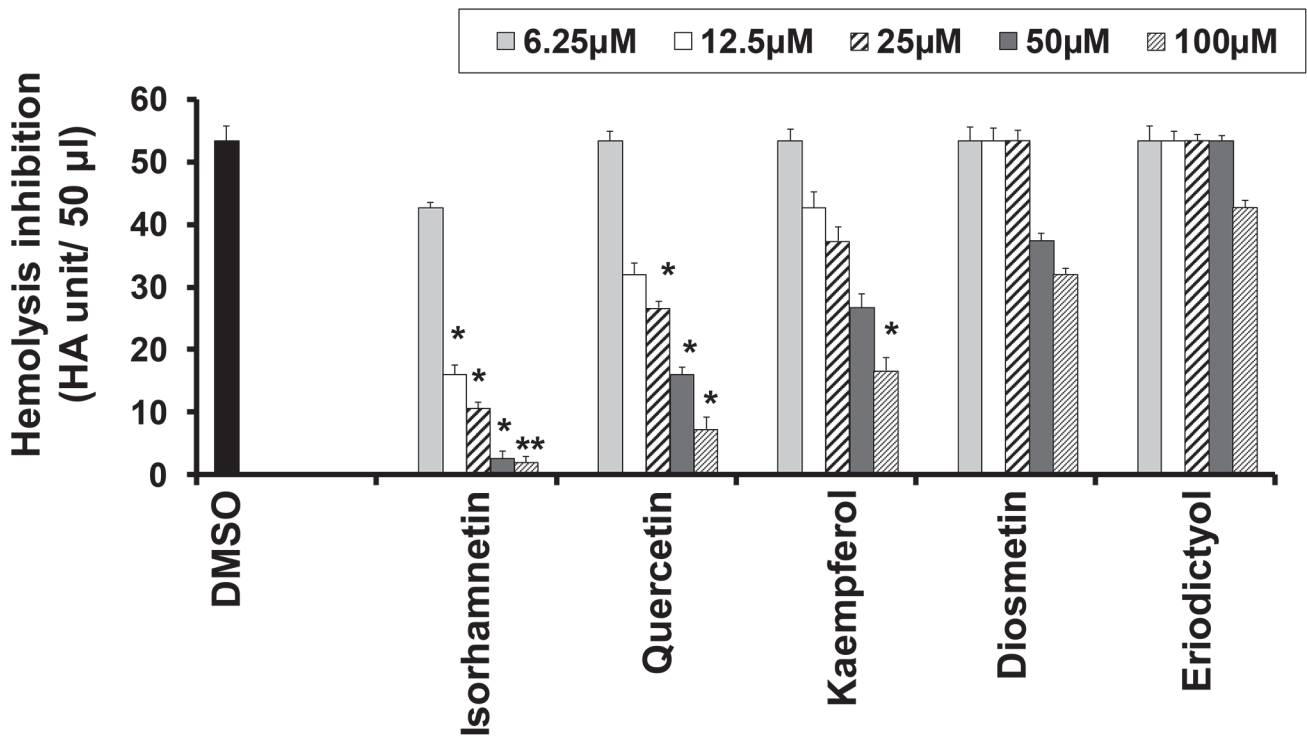 6.25µM 12.5µM 25µM 50µM 100µM
Hemolysis inhibition
(HA unit/ 50 µl)
60
50
40
30
20
10
0
*
*
*
**
*
*
*
*
DMSO
Isorhamnetin
Quercetin
Kaempferol
Diosmetin
Eriodictyol